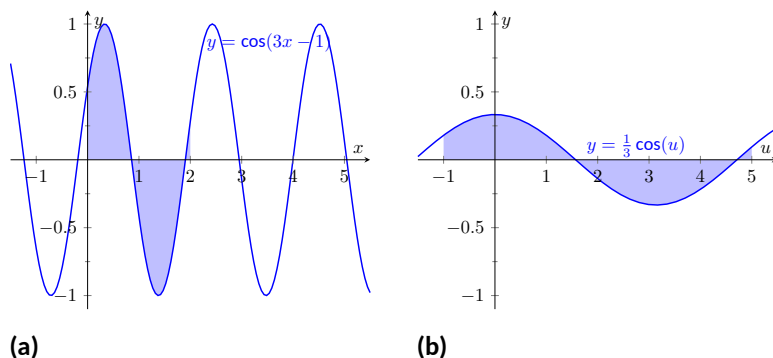 y
1
y = cos(3x − 1)
0.5
x
−1 1 2 3 4 5
−0.5
−1
(a)
y
1
0.5
y = 1/3 cos(u)
u
−1 1 2 3 4 5
−0.5
−1
(b)